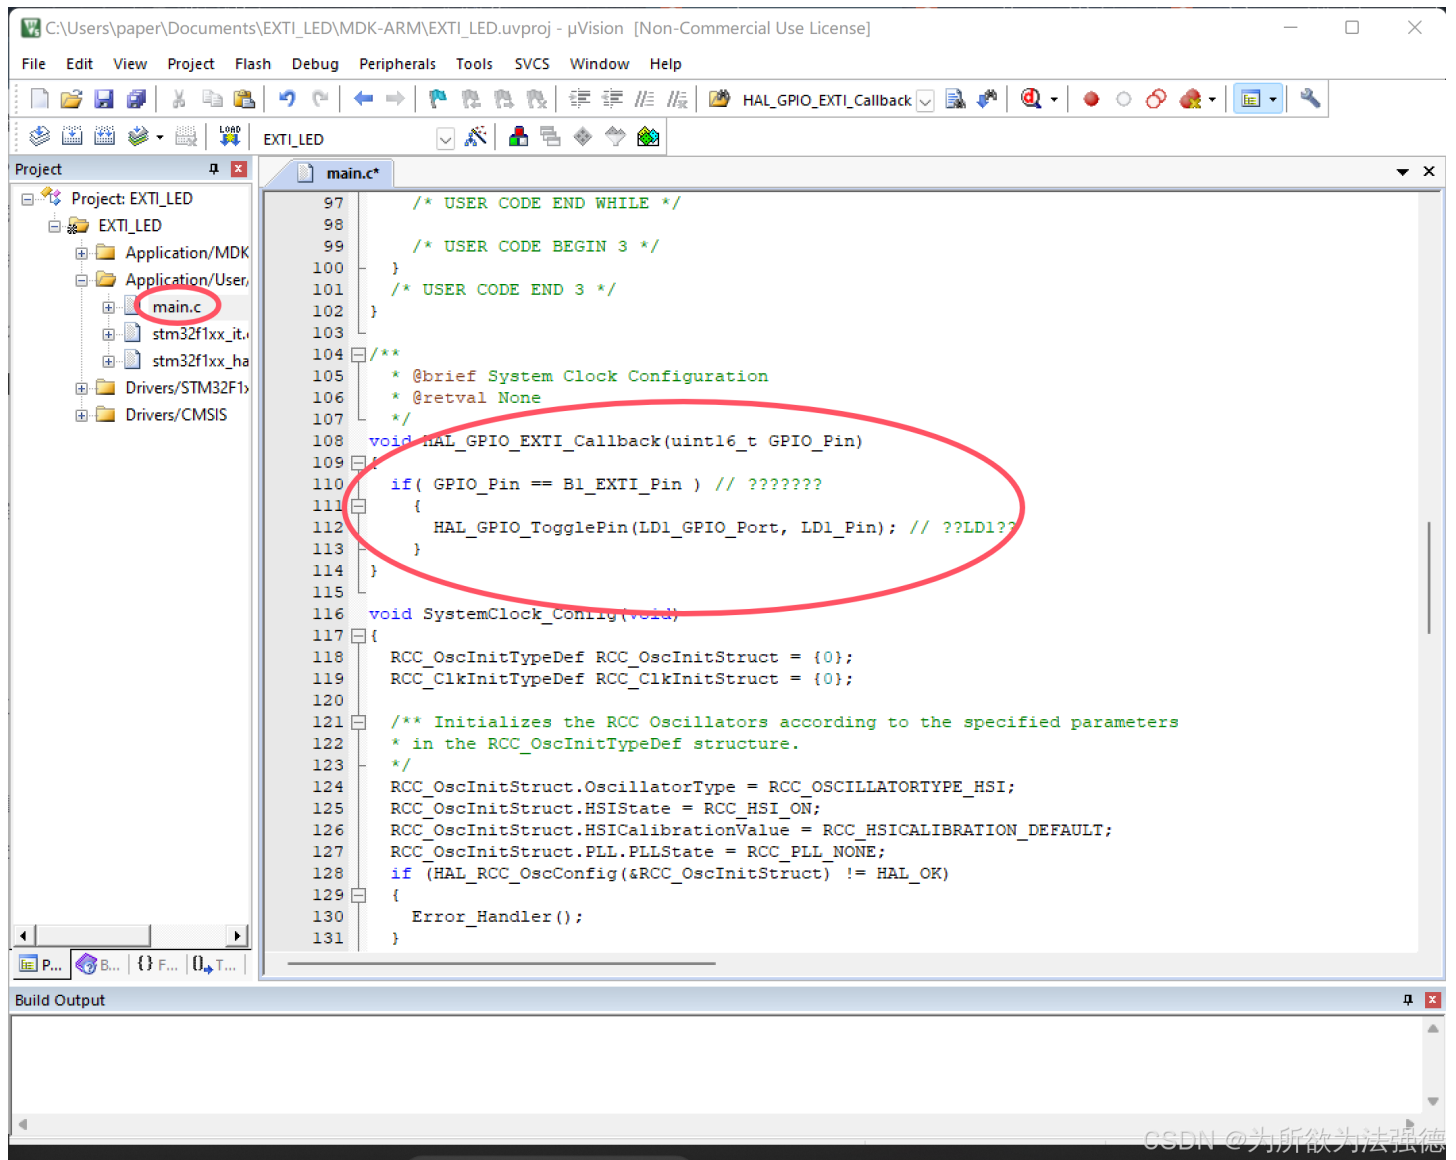 C:\Users\paper\Documents\EXTI_LED\MDK-ARM\EXTI_LED.uvproj - µVision  [Non-Commercial Use License]
File Edit View Project Flash Debug Peripherals Tools SVCS Window Help
HAL_GPIO_EXTI_Callback
LOAD
EXTI_LED
Project
main.c*
Project: EXTI_LED
EXTI_LED
Application/MDK
Application/User/
main.c
stm32f1xx_it.
stm32f1xx_ha
Drivers/STM32F1x
Drivers/CMSIS
97 /* USER CODE END WHILE */
98
99 /* USER CODE BEGIN 3 */
100 }
101 /* USER CODE END 3 */
102 }
103
104 /**
105 * @brief System Clock Configuration
106 * @retval None
107 */
108 void HAL_GPIO_EXTI_Callback(uint16_t GPIO_Pin)
109 {
110 if( GPIO_Pin == B1_EXTI_Pin ) // ???????
111 {
112 HAL_GPIO_TogglePin(LD1_GPIO_Port, LD1_Pin); // ??LD1??
113 }
114 }
115
116 void SystemClock_Config(void)
117 {
118 RCC_OscInitTypeDef RCC_OscInitStruct = {0};
119 RCC_ClkInitTypeDef RCC_ClkInitStruct = {0};
120
121 /** Initializes the RCC Oscillators according to the specified parameters
122 * in the RCC_OscInitTypeDef structure.
123 */
124 RCC_OscInitStruct.OscillatorType = RCC_OSCILLATORTYPE_HSI;
125 RCC_OscInitStruct.HSIState = RCC_HSI_ON;
126 RCC_OscInitStruct.HSICalibrationValue = RCC_HSICALIBRATION_DEFAULT;
127 RCC_OscInitStruct.PLL.PLLState = RCC_PLL_NONE;
128 if (HAL_RCC_OscConfig(&RCC_OscInitStruct) != HAL_OK)
129 {
130 Error_Handler();
131 }
P... B... {} F... 0 T...
Build Output
CSDN @为所欲为法强德